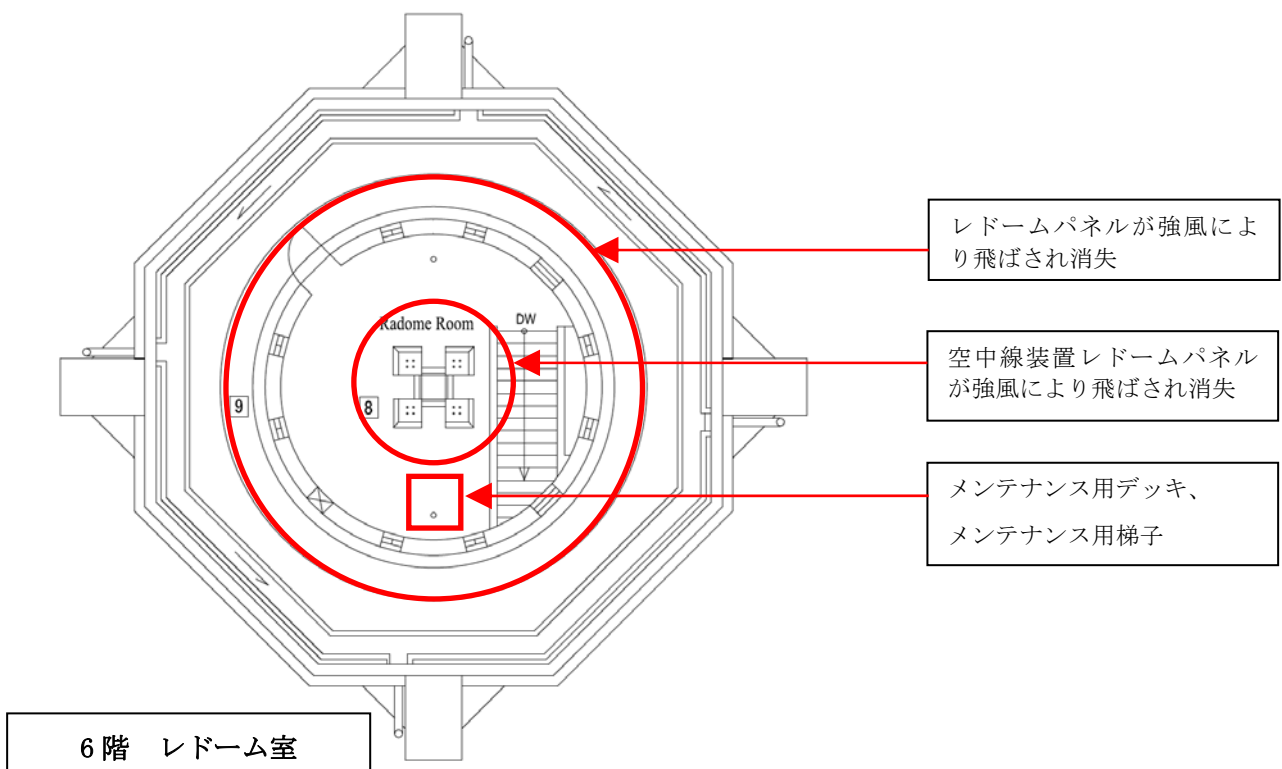 レドームパネルが強風によ
り飛ばされ消失
Radome Room
DW
空中線装置レドームパネル
が強風により飛ばされ消失
9
8
メンテナンス用デッキ、
メンテナンス用梯子
6階 レドーム室